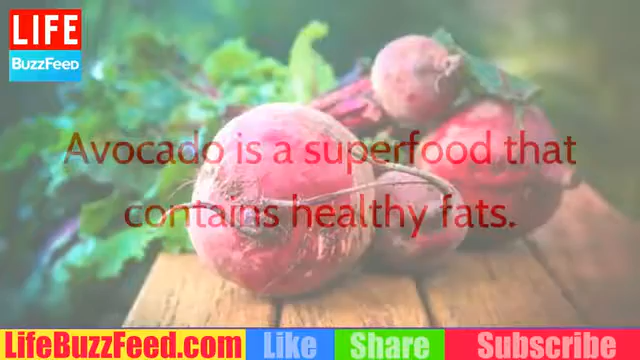 LIFE
BuzzFeed
Avocado is a superfood that
contains healthy fats.
LifeBuzzFeed.com Like Share Subscribe